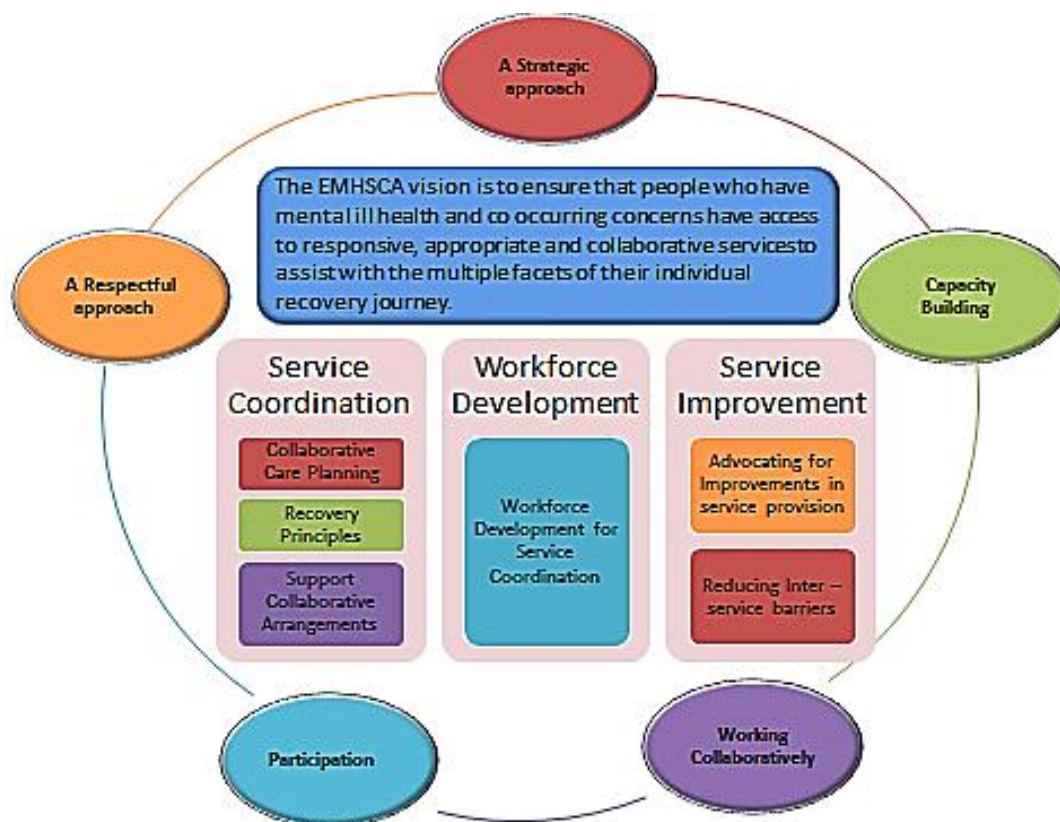 A Strategic
approach
The EMHSCA vision is to ensure that people who have
mental ill health and co occurring concerns have access
to responsive, appropriate and collaborative servicesto
assist with the multiple facets of their individual
recovery journey.
A Respectful
approach
Capacity
Building
Service
Coordination
Collaborative
Care Planning
Recovery
Principles
Support
Collaborative
Arrangements
Workforce
Development
Workforce
Development for
Service
Coordination
Service
Improvement
Advocating for
Improvements in
service provision
Reducing Inter –
service barriers
Participation
Working
Collaboratively